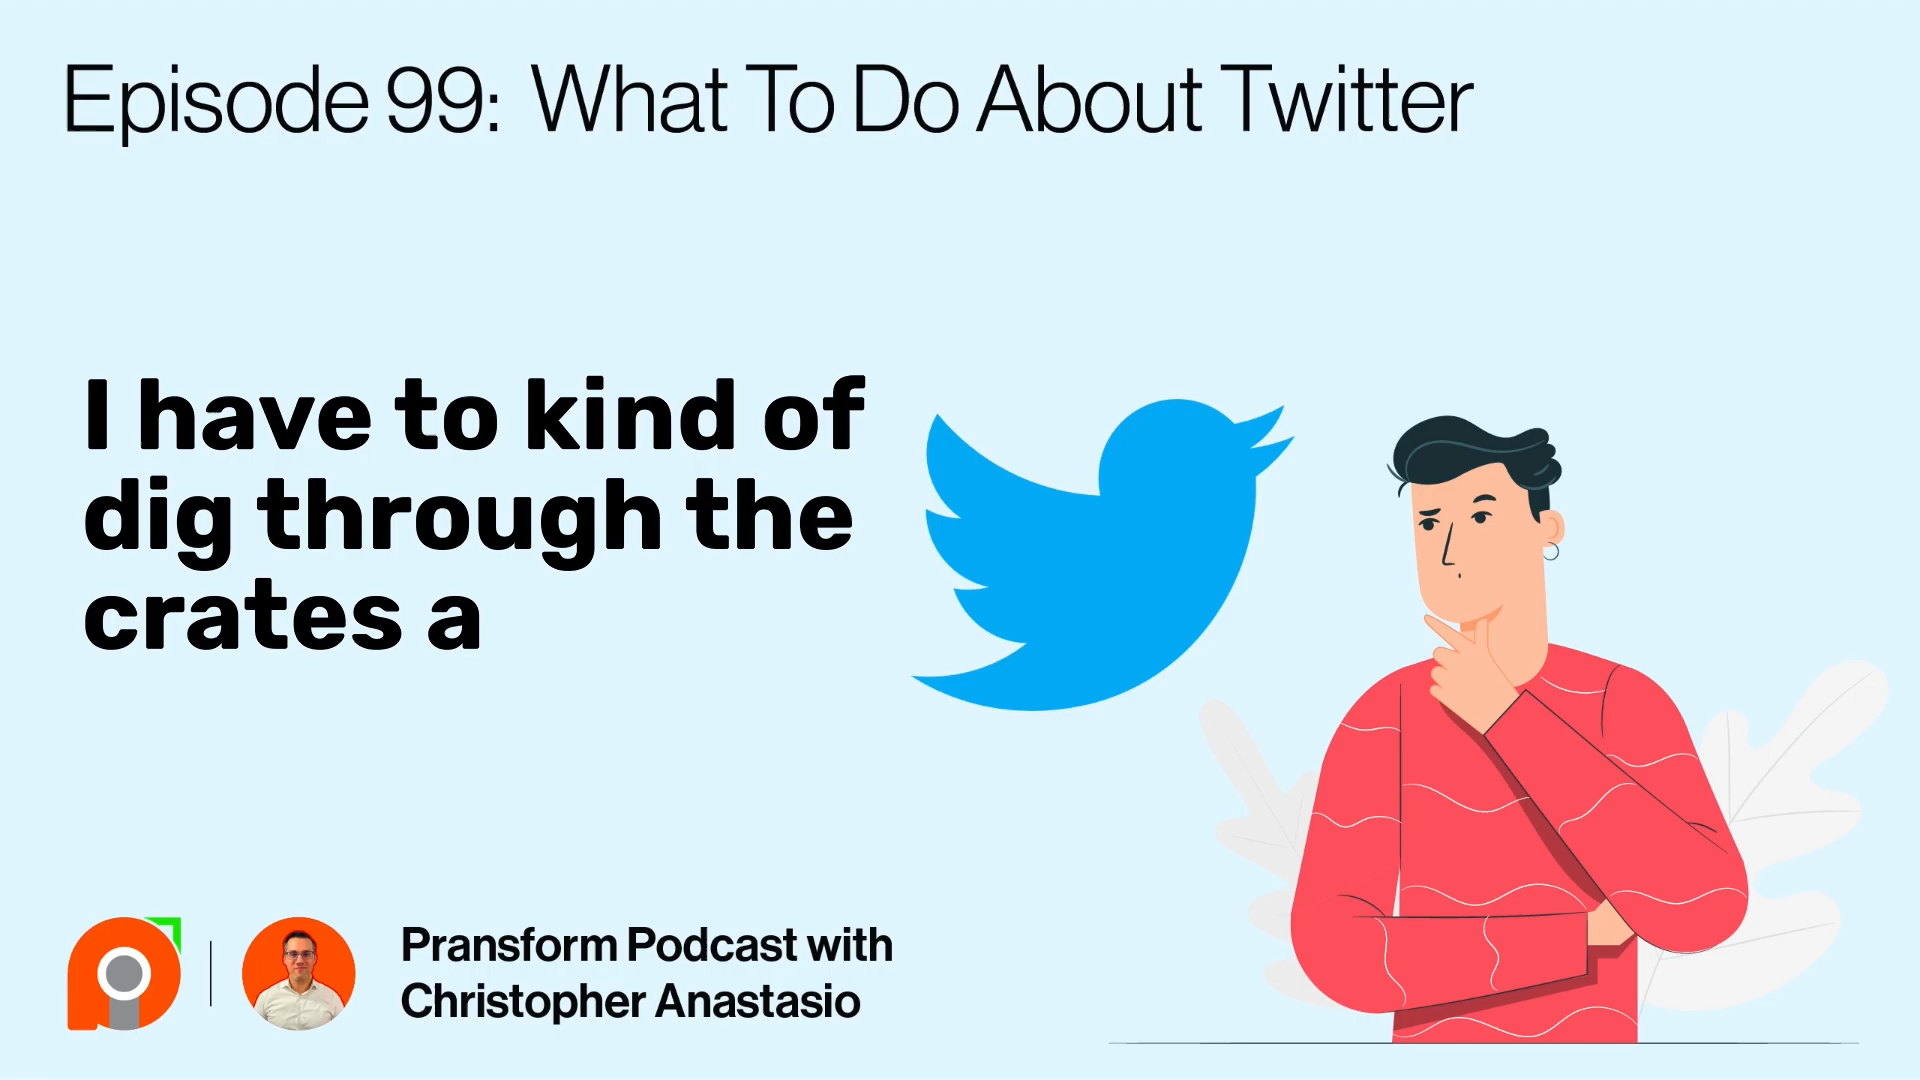 Episode 99: What To Do About Twitter
I have to kind of
dig through the
crates a
Pransform Podcast with
Christopher Anastasio